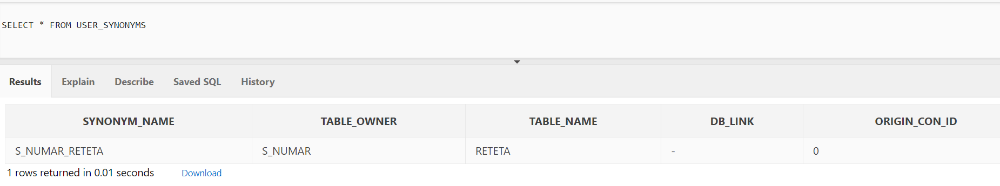 SELECT * FROM USER_SYNONYMS
Results Explain Describe Saved SQL History
SYNONYM_NAME TABLE_OWNER TABLE_NAME DB_LINK ORIGIN_CON_ID
S_NUMAR_RETETA S_NUMAR RETETA - 0
1 rows returned in 0.01 seconds Download